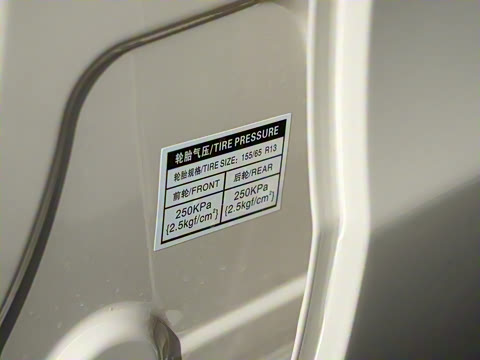 轮胎气压/TIRE PRESSURE
轮胎规格/TIRE SIZE: 155/65 R13
前轮/FRONT 后轮/REAR
250KPa 250KPa
{2.5kgf/cm²} {2.5kgf/cm²}